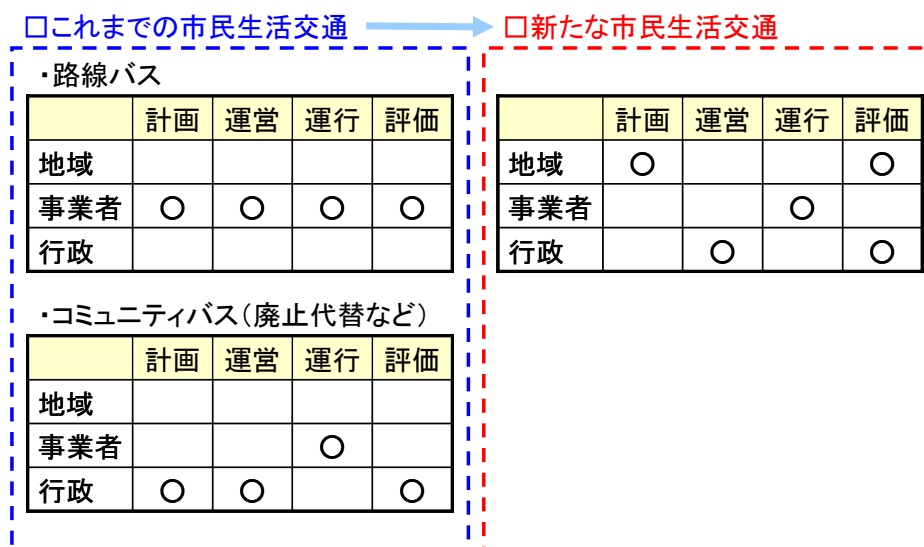 □これまでの市民生活交通
□新たな市民生活交通
・路線バス
計画 運営 運行 評価
地域
事業者 ○ ○ ○ ○
行政
計画 運営 運行 評価
地域 ○ ○
事業者 ○
行政 ○ ○
・コミュニティバス（廃止代替など）
計画 運営 運行 評価
地域
事業者 ○
行政 ○ ○ ○